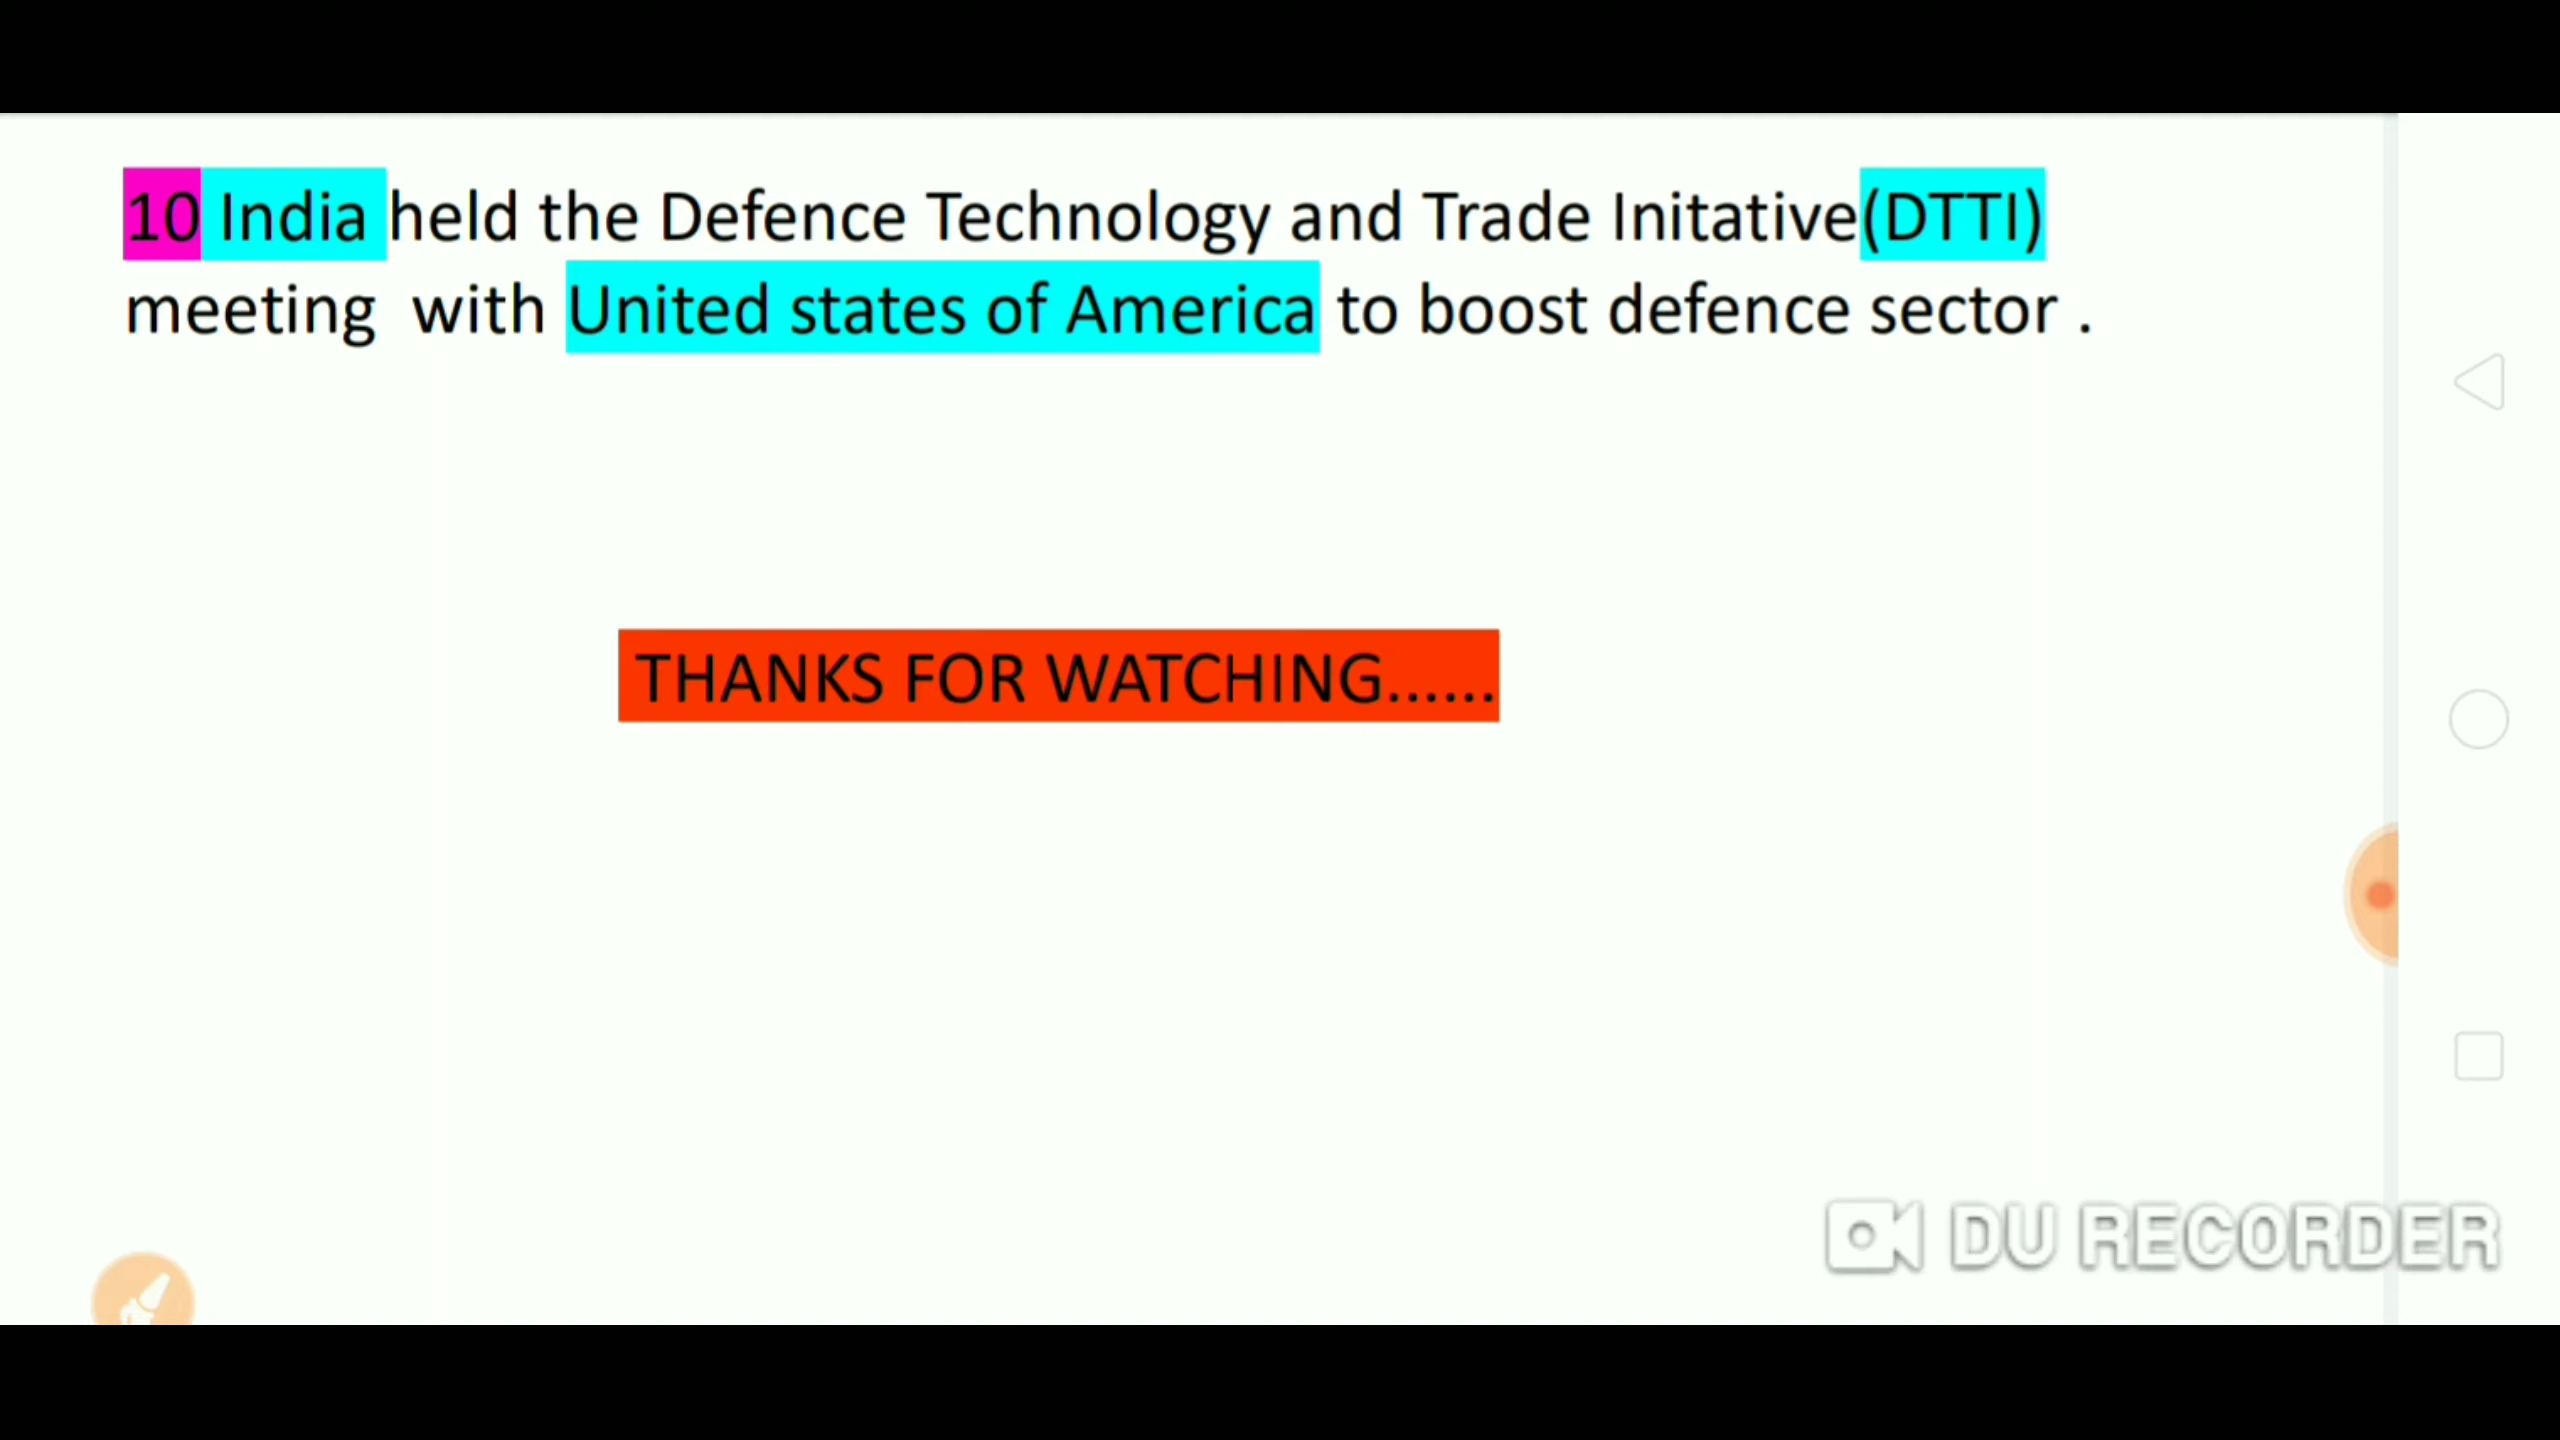 10 India held the Defence Technology and Trade Initative(DTTI)
meeting  with United states of America to boost defence sector .
THANKS FOR WATCHING......
DU RECORDER